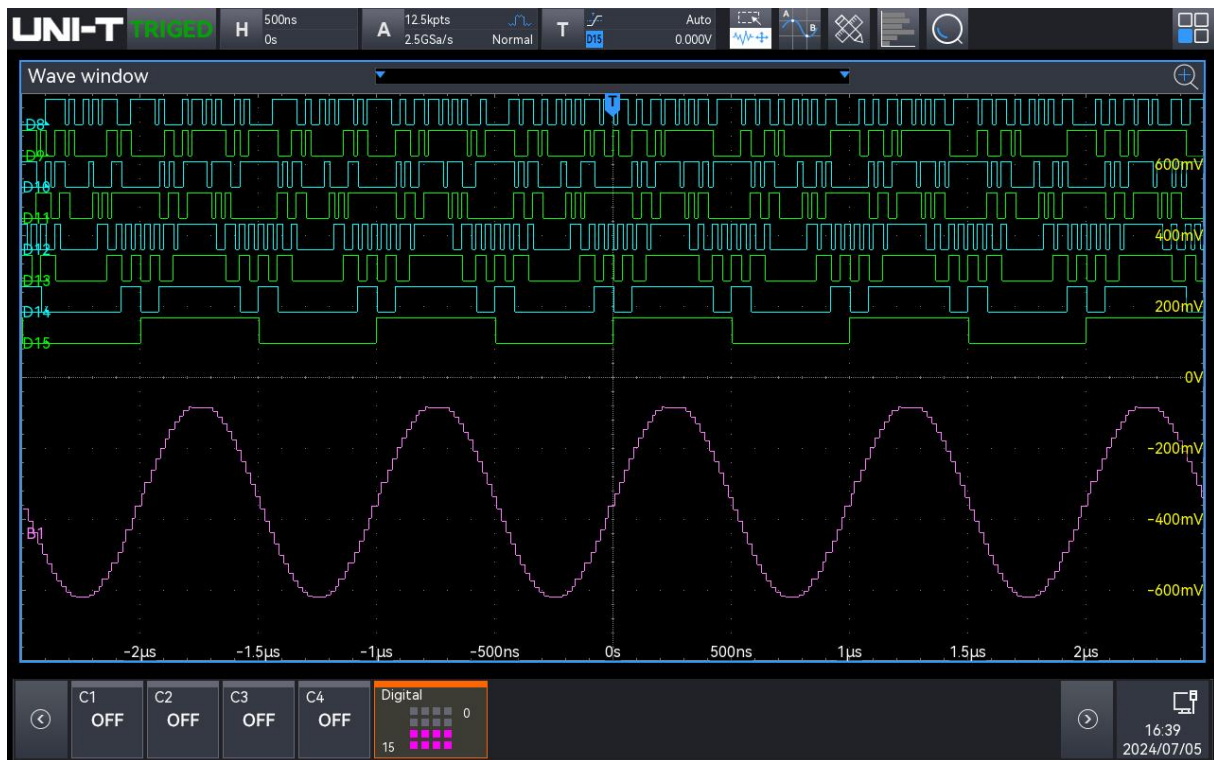 UNI-T TRIGED H 500ns 0s A 12.5kpts 2.5GSa/s Normal T D15 Auto 0.000V A B
Wave window
T
D8
D9
600mV
D10
D11
400mV
D12
D13
200mV
D14
D15
0V
-200mV
-400mV
B1
-600mV
-2µs -1.5µs -1µs -500ns 0s 500ns 1µs 1.5µs 2µs
C1 OFF
C2 OFF
C3 OFF
C4 OFF
Digital
0
15
16:39
2024/07/05